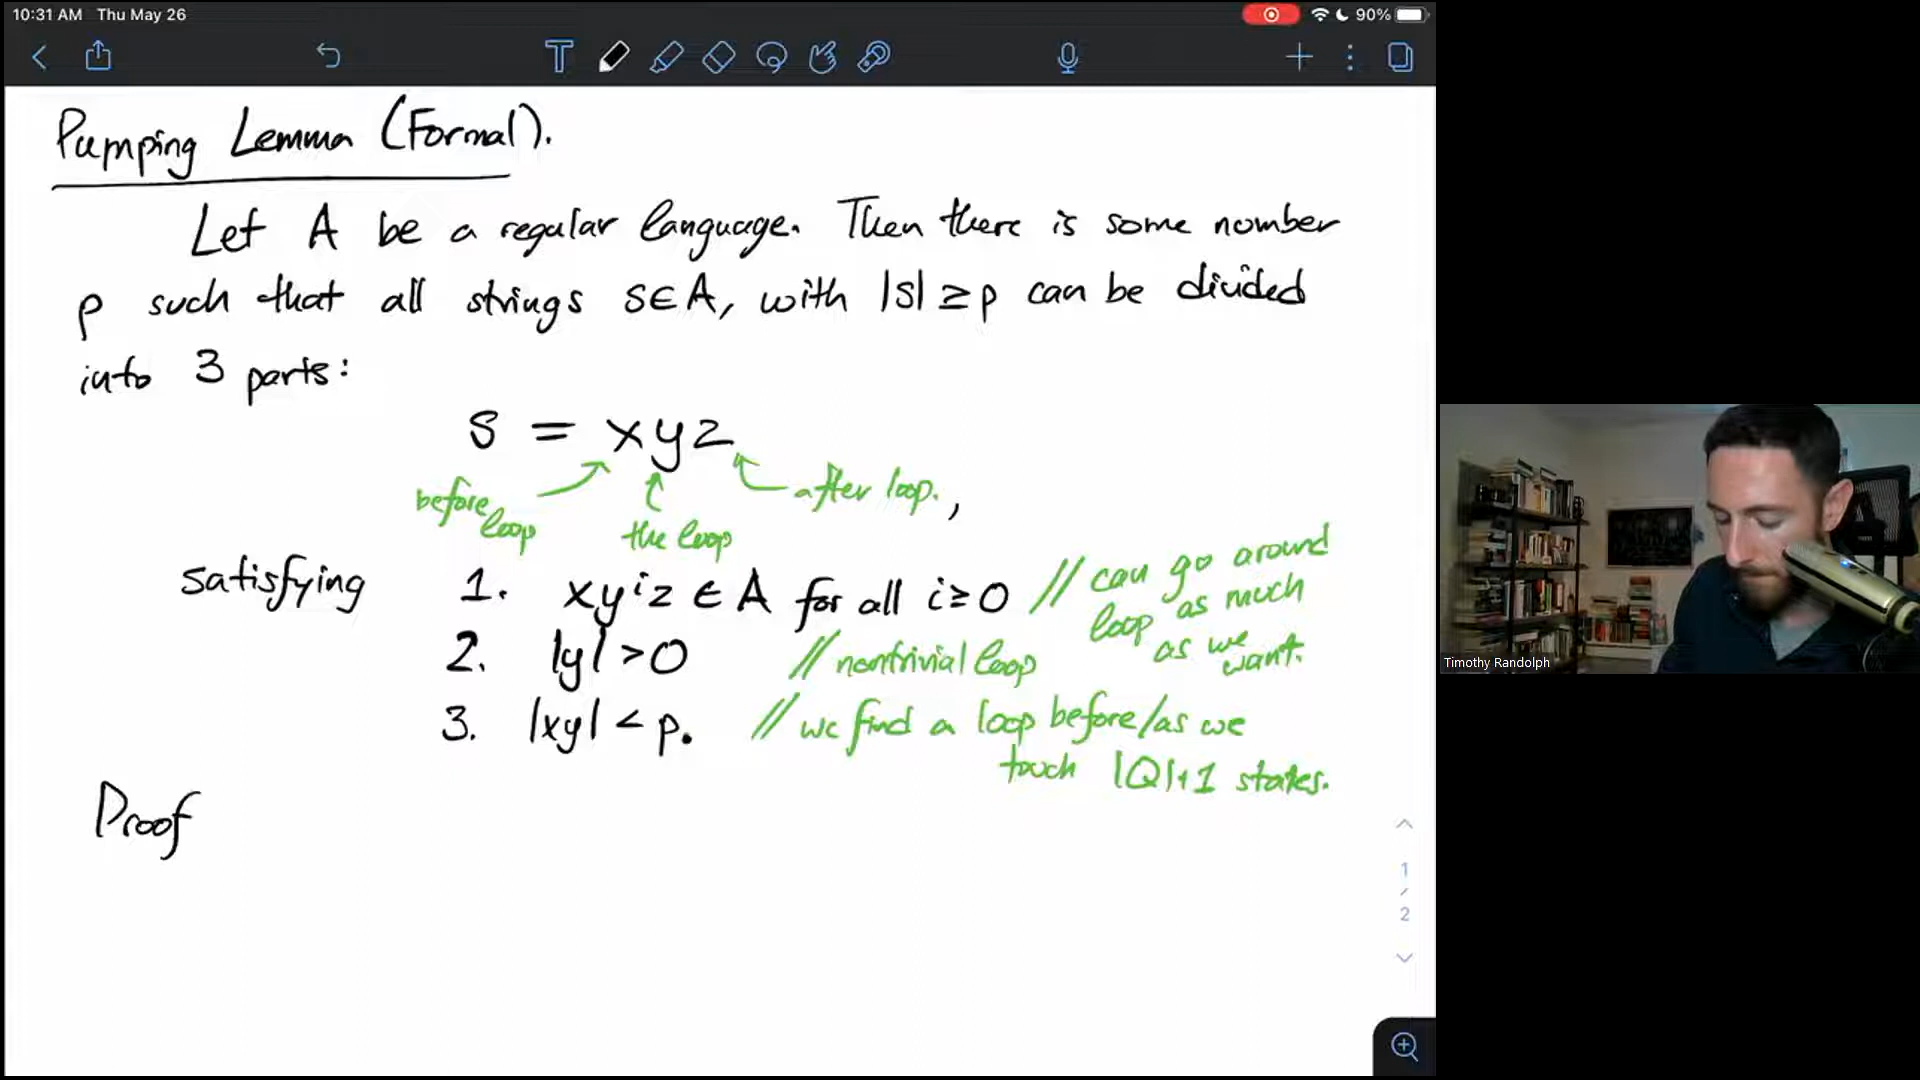 10:31 AM Thu May 26
90%
Pumping Lemma (Formal).
Let A be a regular language. Then there is some number
p such that all strings S∈A, with |S| ≥ p can be divided
into 3 parts:
S = xyz
before loop
the loop
after loop.
,
satisfying
1. xyⁱz ∈ A for all i≥0 // can go around
loop as much
as we
want.
2. |y| > 0 // nontrivial loop
3. |xy| < p. // we find a loop before/as we
touch |Q|+1 states.
Proof
1
/
2
Timothy Randolph